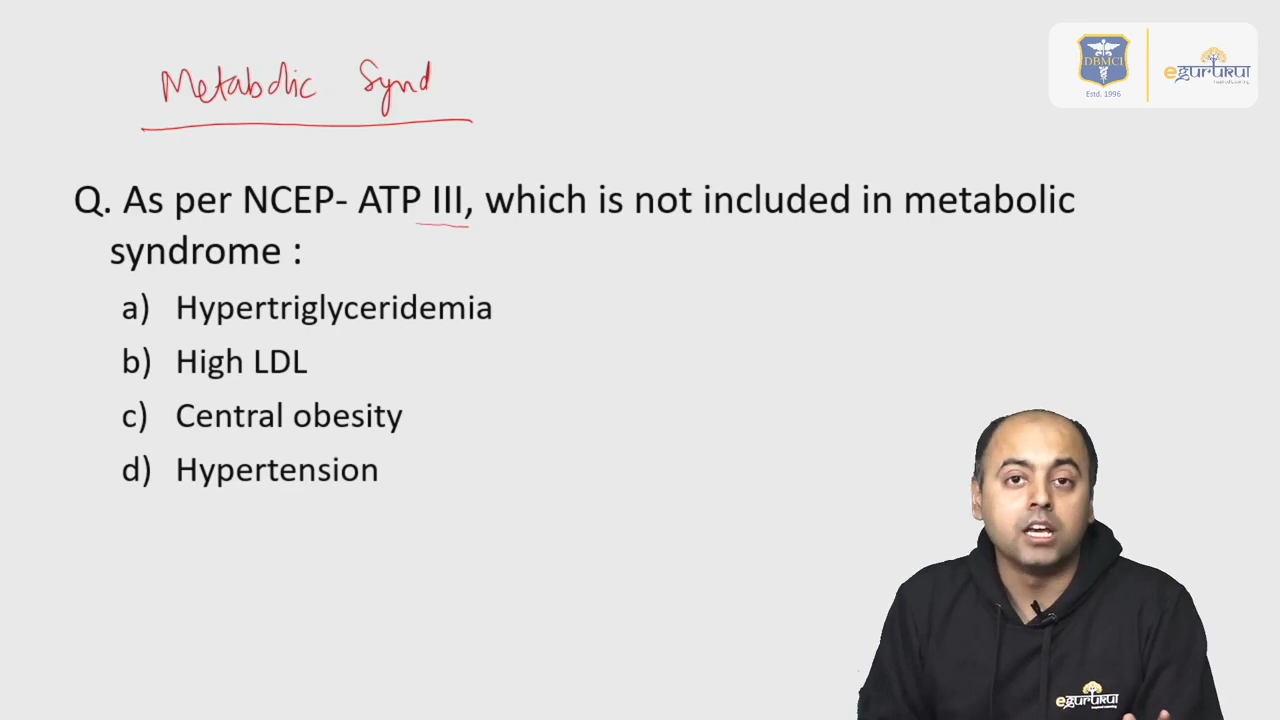 Metabolic Synd
DBMCI
Estd. 1996
eGurukul
Q. As per NCEP- ATP III, which is not included in metabolic
syndrome :
a) Hypertriglyceridemia
b) High LDL
c) Central obesity
d) Hypertension
eGurukul